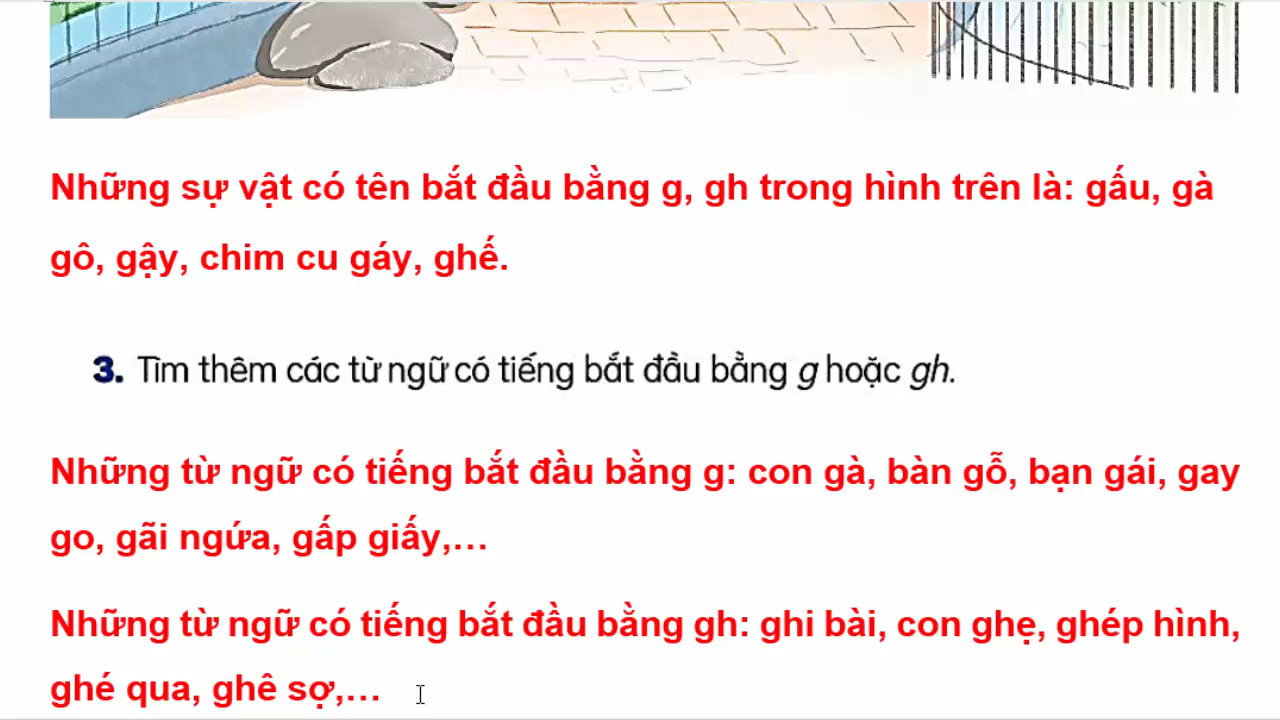 Những sự vật có tên bắt đầu bằng g, gh trong hình trên là: gấu, gà
gô, gậy, chim cu gáy, ghế.
3. Tìm thêm các từ ngữ có tiếng bắt đầu bằng g hoặc gh.
Những từ ngữ có tiếng bắt đầu bằng g: con gà, bàn gỗ, bạn gái, gay
go, gãi ngứa, gấp giấy,...
Những từ ngữ có tiếng bắt đầu bằng gh: ghi bài, con ghẹ, ghép hình,
ghé qua, ghê sợ,...